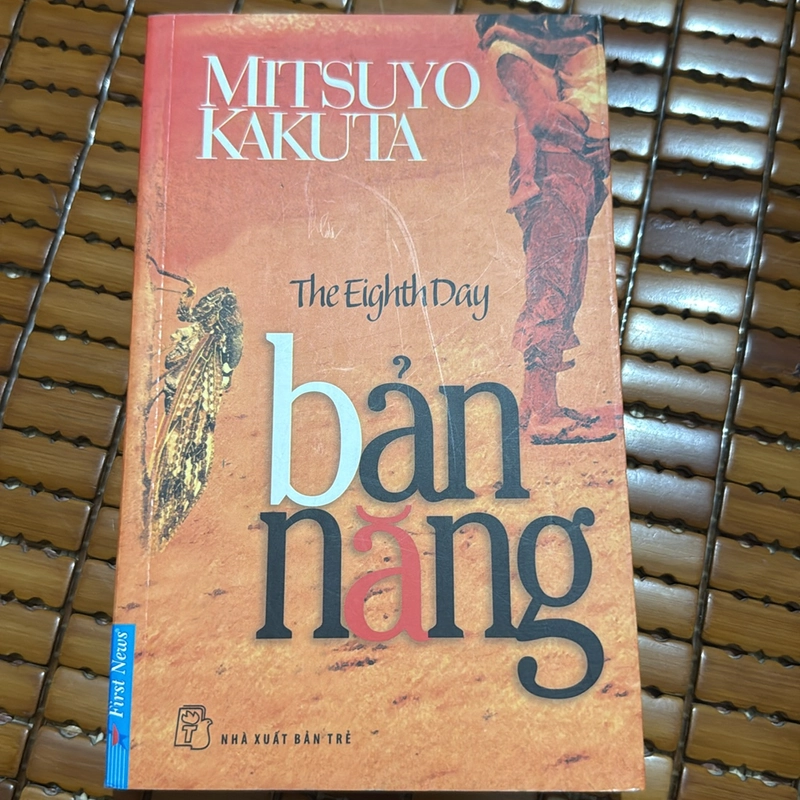 MITSUYO
KAKUTA
The Eighth Day
bản
năng
First News
NHÀ XUẤT BẢN TRẺ